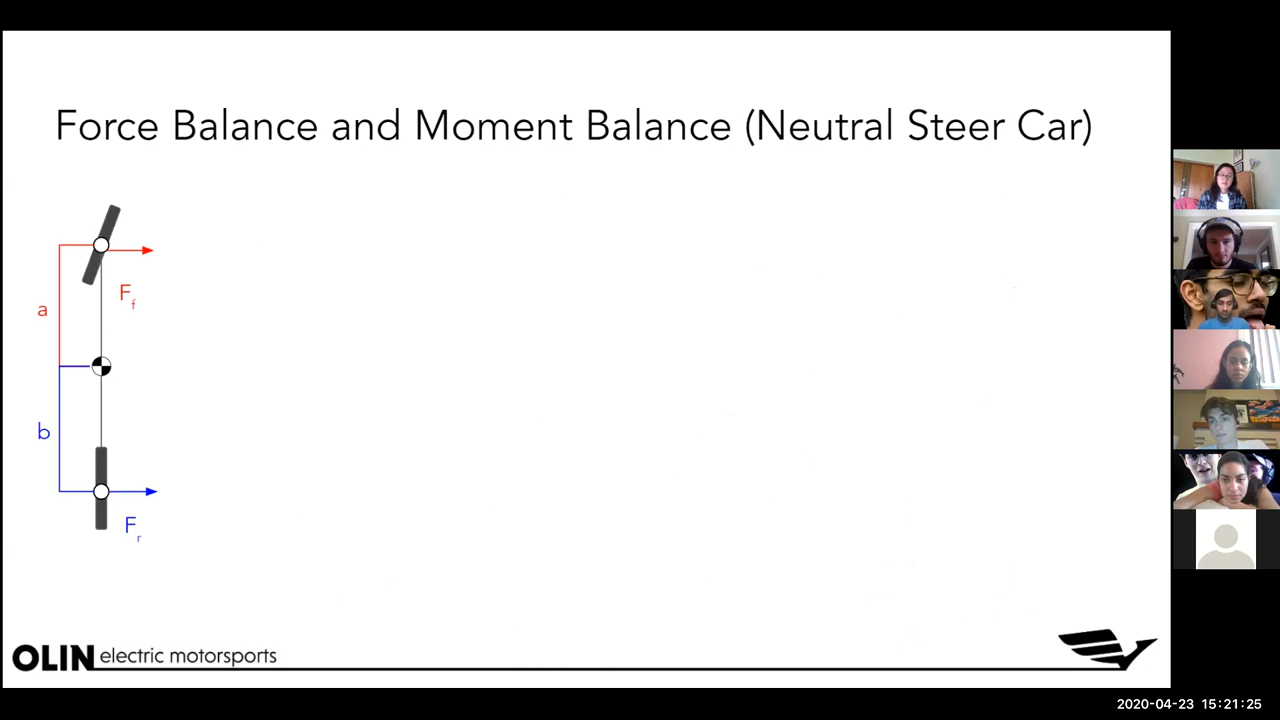 Force Balance and Moment Balance (Neutral Steer Car)
a
F f
b
F r
OLIN electric motorsports
2020-04-23 15:21:25